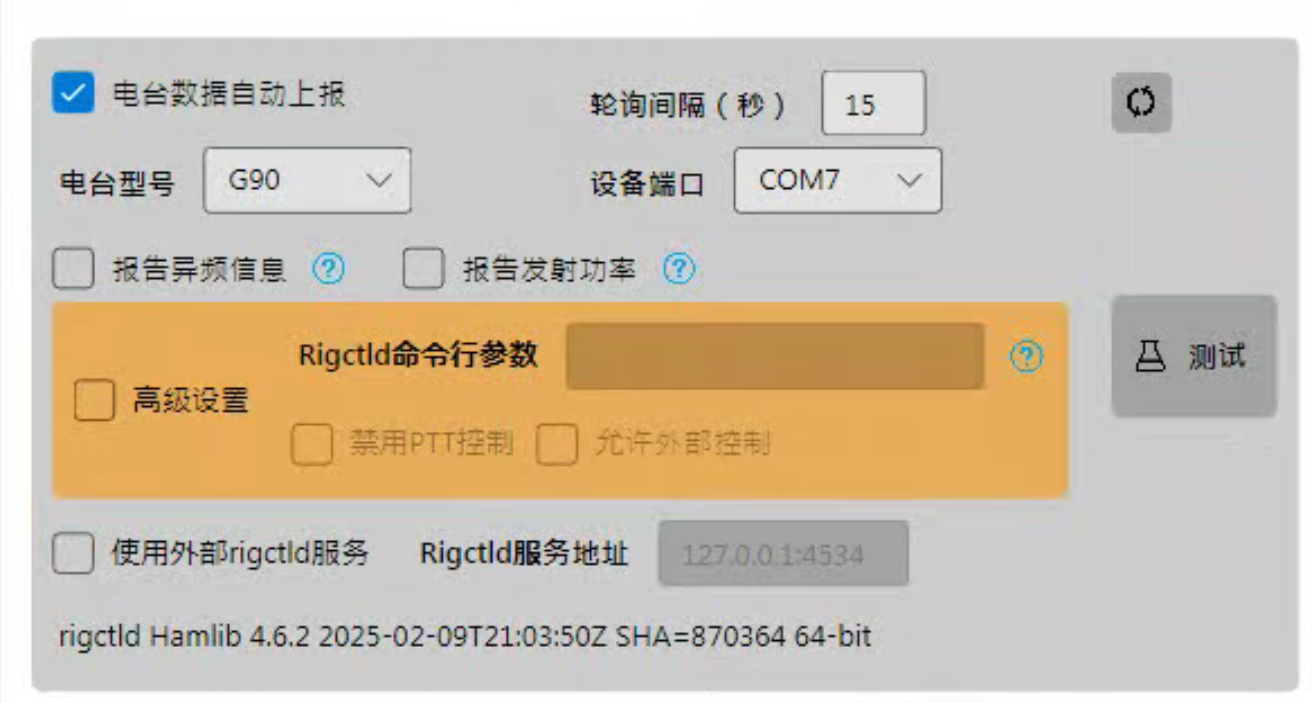 电台数据自动上报 轮询间隔（秒） 15
电台型号 G90 设备端口 COM7
报告异频信息 ? 报告发射功率 ?
Rigctld命令行参数 ?
高级设置
测试
禁用PTT控制 允许外部控制
使用外部rigctld服务 Rigctld服务地址 127.0.0.1:4534
rigctld Hamlib 4.6.2 2025-02-09T21:03:50Z SHA=870364 64-bit